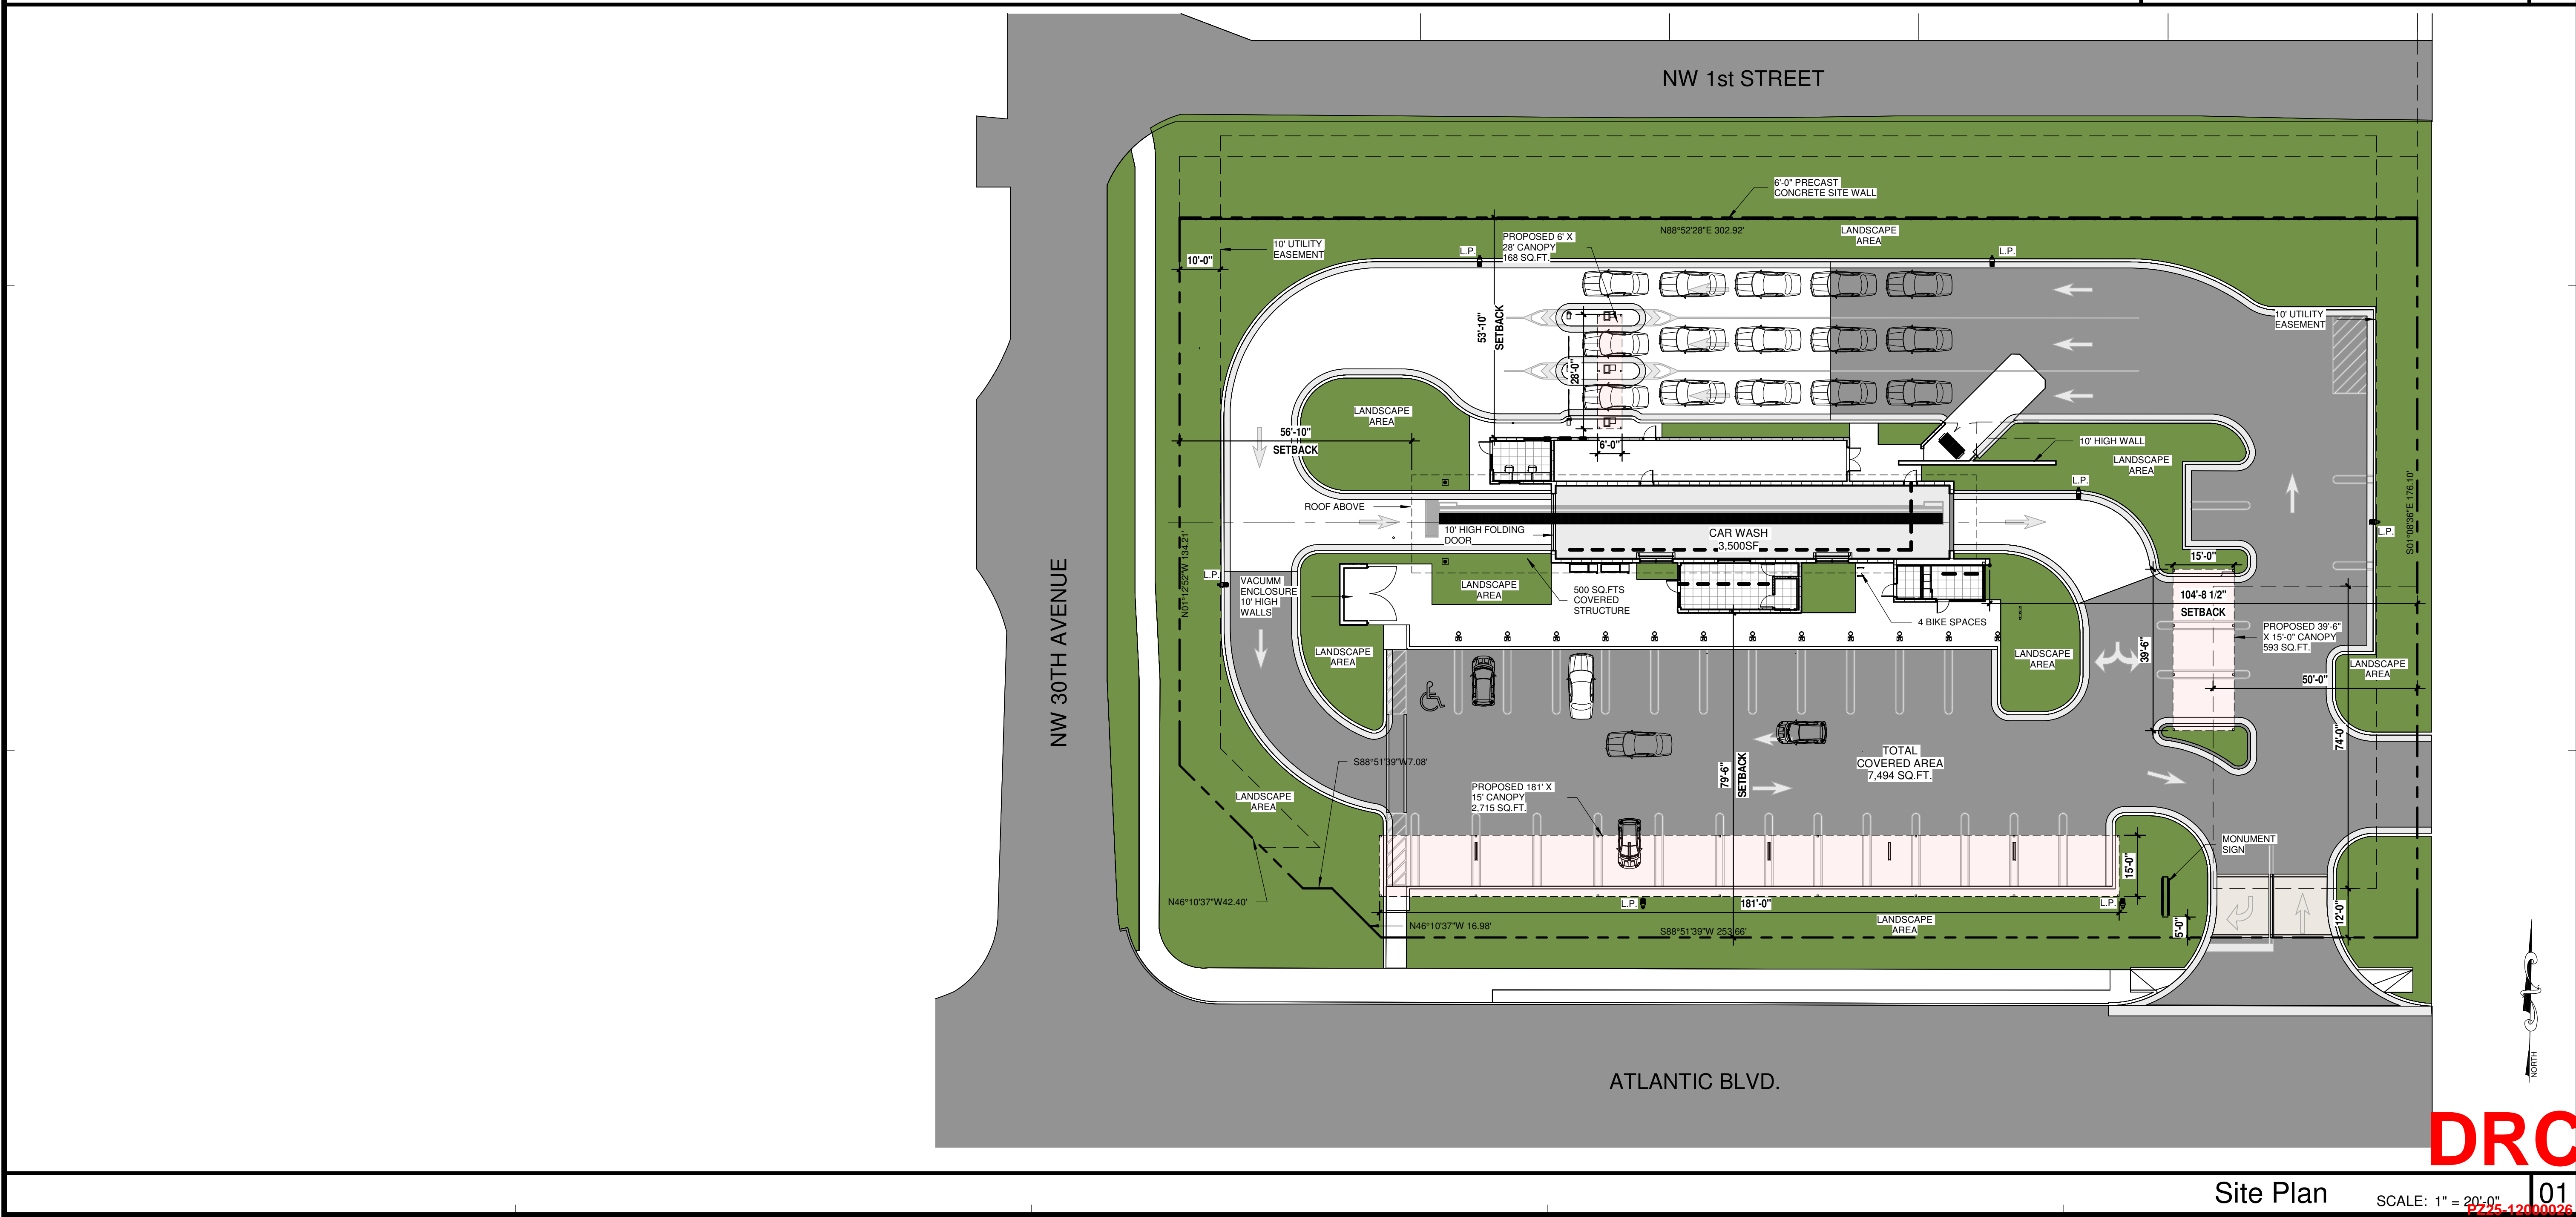 NW 1st STREET
6'-0" PRECAST
CONCRETE SITE WALL
N88°52'28"E 302.92'
LANDSCAPE
AREA
10' UTILITY
EASEMENT
10'-0"
L.P.
PROPOSED 6' X
28' CANOPY
168 SQ.FT.
L.P.
53'-10"
SETBACK
28'-0"
10' UTILITY
EASEMENT
LANDSCAPE
AREA
56'-10"
SETBACK
6'-0"
10' HIGH WALL
LANDSCAPE
AREA
L.P.
ROOF ABOVE
10' HIGH FOLDING
DOOR
CAR WASH
3,500SF
S01°08'36"E 176.10'
L.P.
N01°12'52"W 134.21'
15'-0"
L.P.
VACUMM
ENCLOSURE
10' HIGH
WALLS
LANDSCAPE
AREA
500 SQ.FTS
COVERED
STRUCTURE
4 BIKE SPACES
104'-8 1/2"
SETBACK
PROPOSED 39'-6"
X 15'-0" CANOPY
593 SQ.FT.
39'-6"
LANDSCAPE
AREA
LANDSCAPE
AREA
LANDSCAPE
AREA
50'-0"
NW 30TH AVENUE
74'-0"
S88°51'39"W7.08'
79'-6"
SETBACK
TOTAL
COVERED AREA
7,494 SQ.FT.
PROPOSED 181' X
15' CANOPY
2,715 SQ.FT.
LANDSCAPE
AREA
MONUMENT
SIGN
15'-0"
N46°10'37"W42.40'
L.P.
181'-0"
L.P.
LANDSCAPE
AREA
5'-0"
12'-0"
N46°10'37"W 16.98'
S88°51'39"W 253.66'
NORTH
ATLANTIC BLVD.
DRC
Site Plan
SCALE: 1" = 20'-0"
01
PZ25-12000026